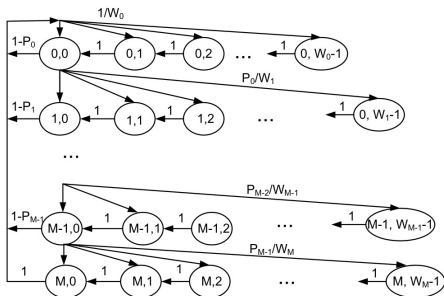 1/W0
1-P0 0,0 1 0,1 1 0,2 ... 1 0, W0-1
P0/W1
1-P1 1,0 1 1,1 1 1,2 ... 1 0, W1-1
...
PM-2/WM-1
1-PM-1 M-1,0 1 M-1,1 1 M-1,2 ... 1 M-1, WM-1-1
PM-1/WM
1 M,0 1 M,1 1 M,2 ... 1 M, WM-1